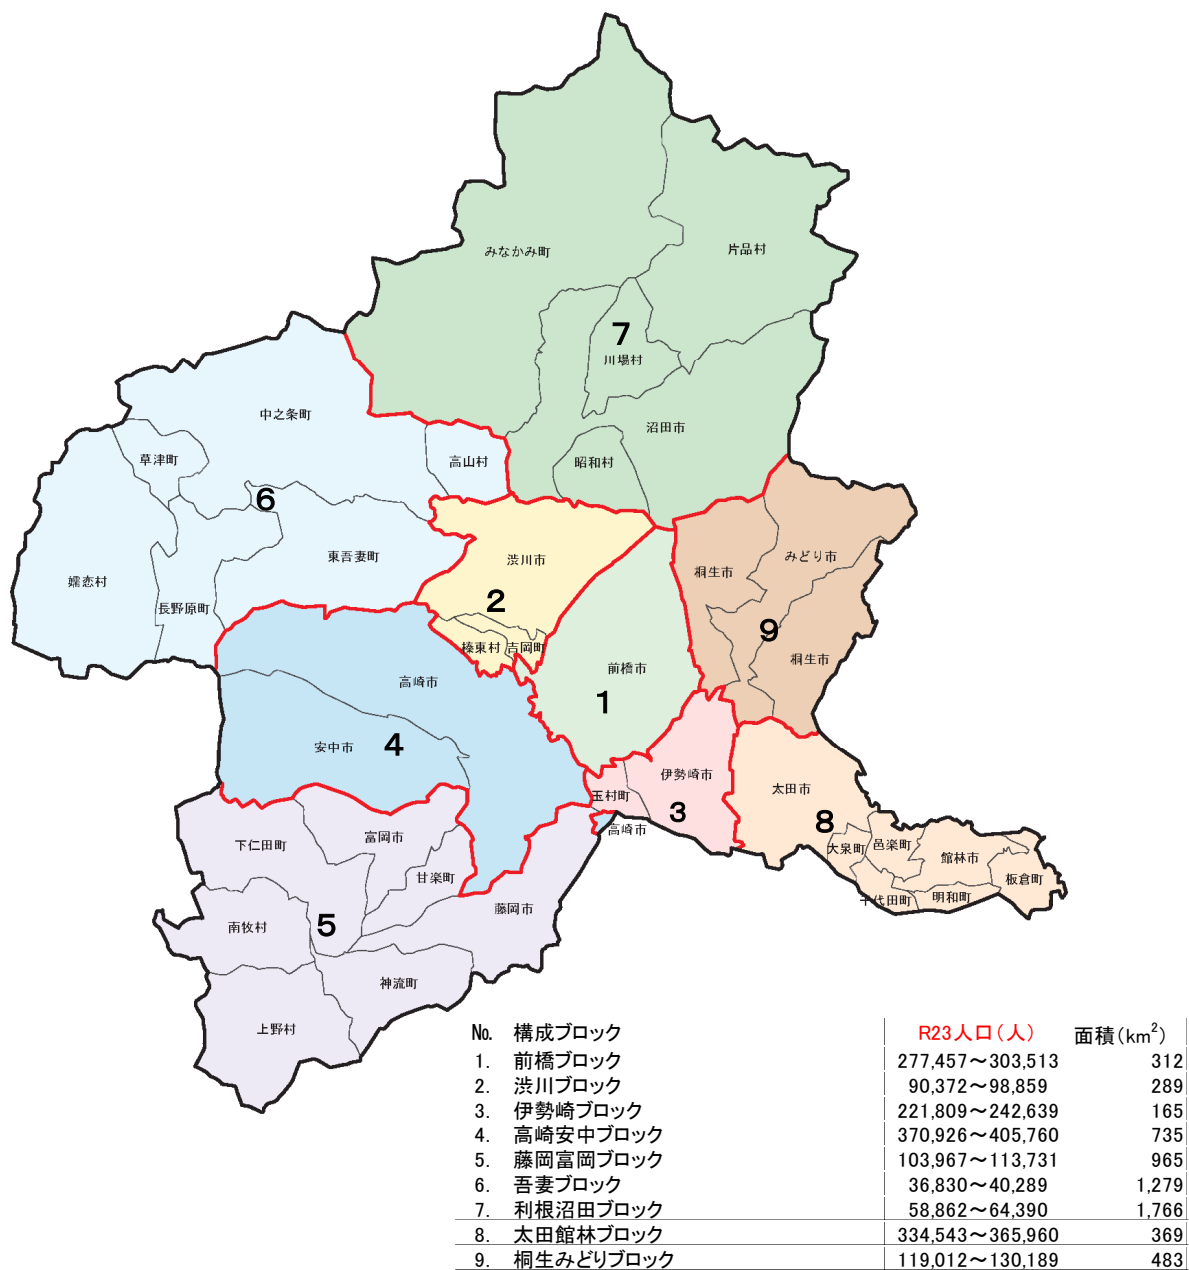 みなかみ町
片品村
7
川場村
中之条町
沼田市
草津町
高山村
昭和村
6
東吾妻町
渋川市
みどり市
桐生市
嬬恋村
長野原町
2
9
榛東村
吉岡町
前橋市
桐生市
高崎市
1
安中市
4
伊勢崎市
太田市
玉村町
3
8
高崎市
下仁田町
富岡市
大泉町
邑楽町
館林市
板倉町
甘楽町
千代田町
明和町
藤岡市
南牧村
5
神流町
上野村
No. 構成ブロック R23人口(人) 面積(km²)
1. 前橋ブロック 277,457～303,513 312
2. 渋川ブロック 90,372～98,859 289
3. 伊勢崎ブロック 221,809～242,639 165
4. 高崎安中ブロック 370,926～405,760 735
5. 藤岡富岡ブロック 103,967～113,731 965
6. 吾妻ブロック 36,830～40,289 1,279
7. 利根沼田ブロック 58,862～64,390 1,766
8. 太田館林ブロック 334,543～365,960 369
9. 桐生みどりブロック 119,012～130,189 483